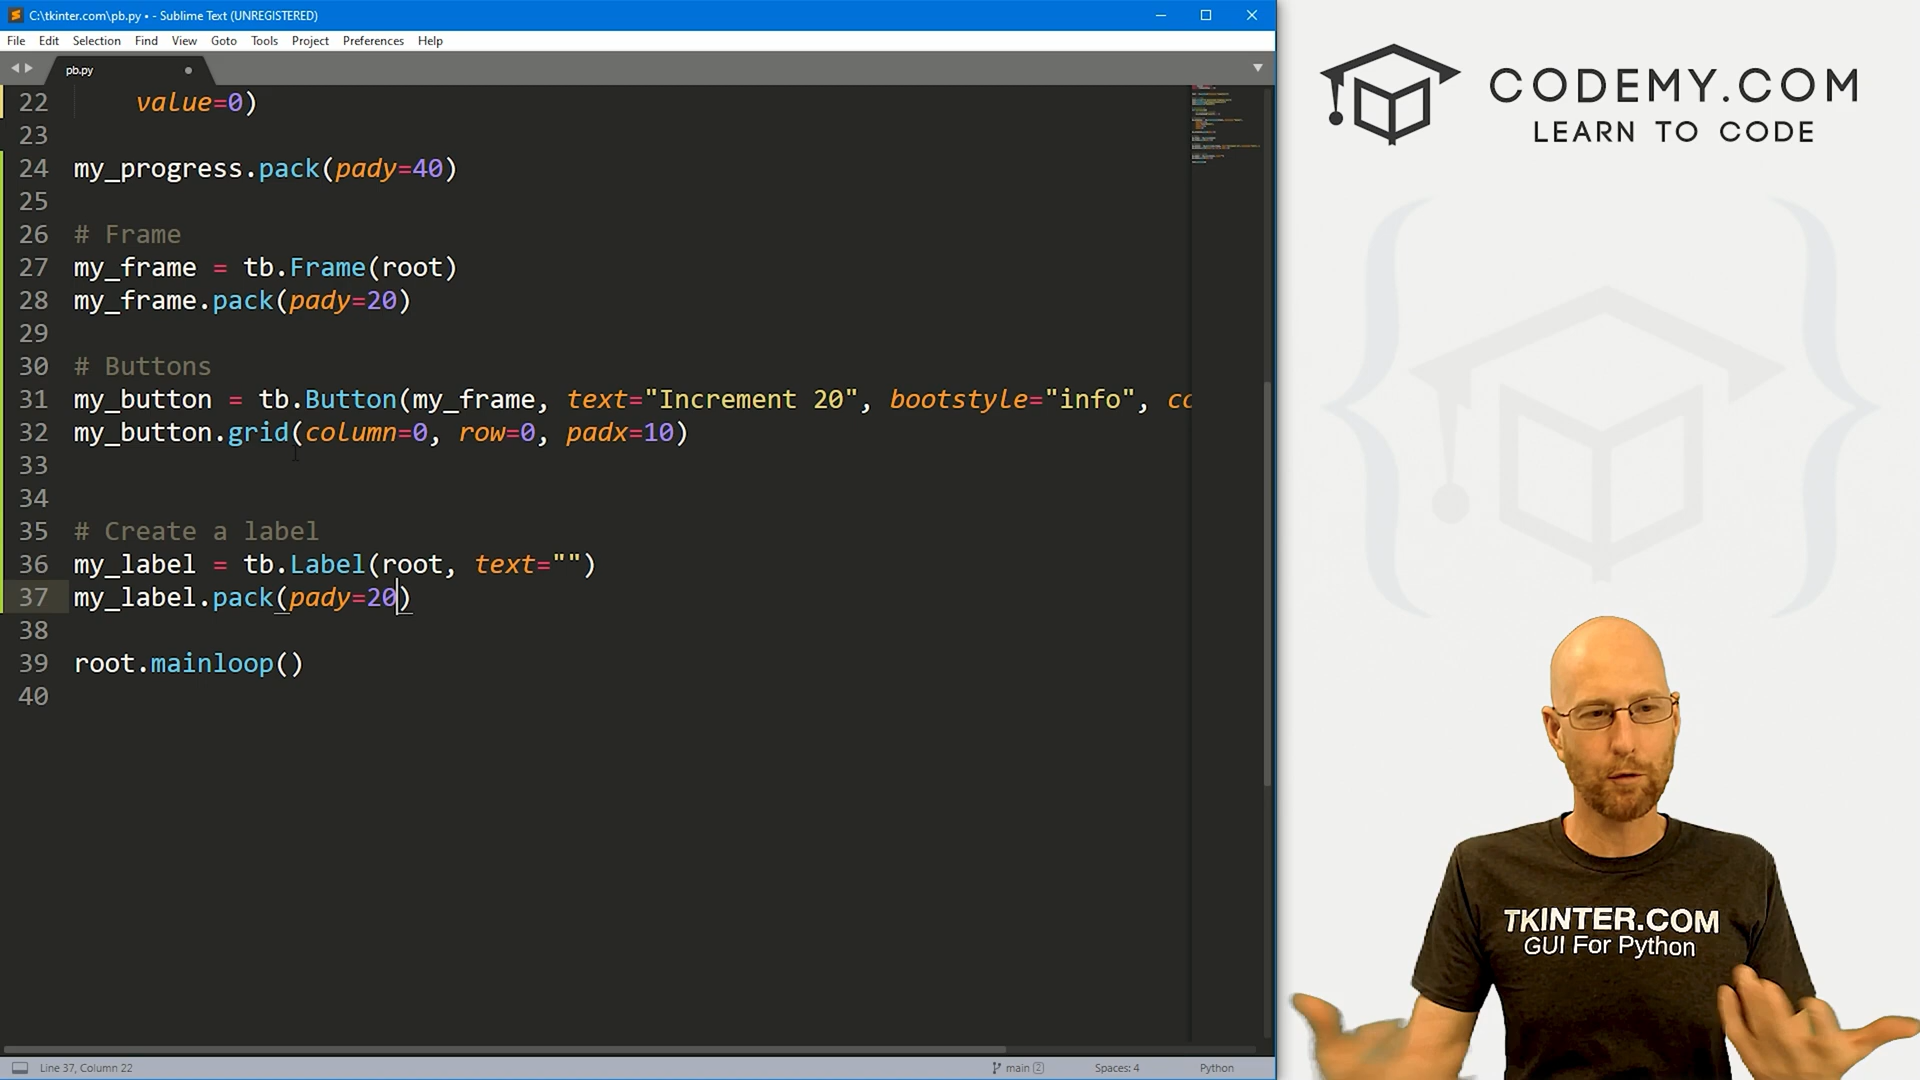 C:\tkinter.com\pb.py • - Sublime Text (UNREGISTERED)
File Edit Selection Find View Goto Tools Project Preferences Help
pb.py
22 value=0)
23
24 my_progress.pack(pady=40)
25
26 # Frame
27 my_frame = tb.Frame(root)
28 my_frame.pack(pady=20)
29
30 # Buttons
31 my_button = tb.Button(my_frame, text="Increment 20", bootstyle="info", co
32 my_button.grid(column=0, row=0, padx=10)
33
34
35 # Create a label
36 my_label = tb.Label(root, text="")
37 my_label.pack(pady=20)
38
39 root.mainloop()
40
Line 37, Column 22
main 2
Spaces: 4
Python
CODEMY.COM
LEARN TO CODE
TKINTER.COM
GUI For Python